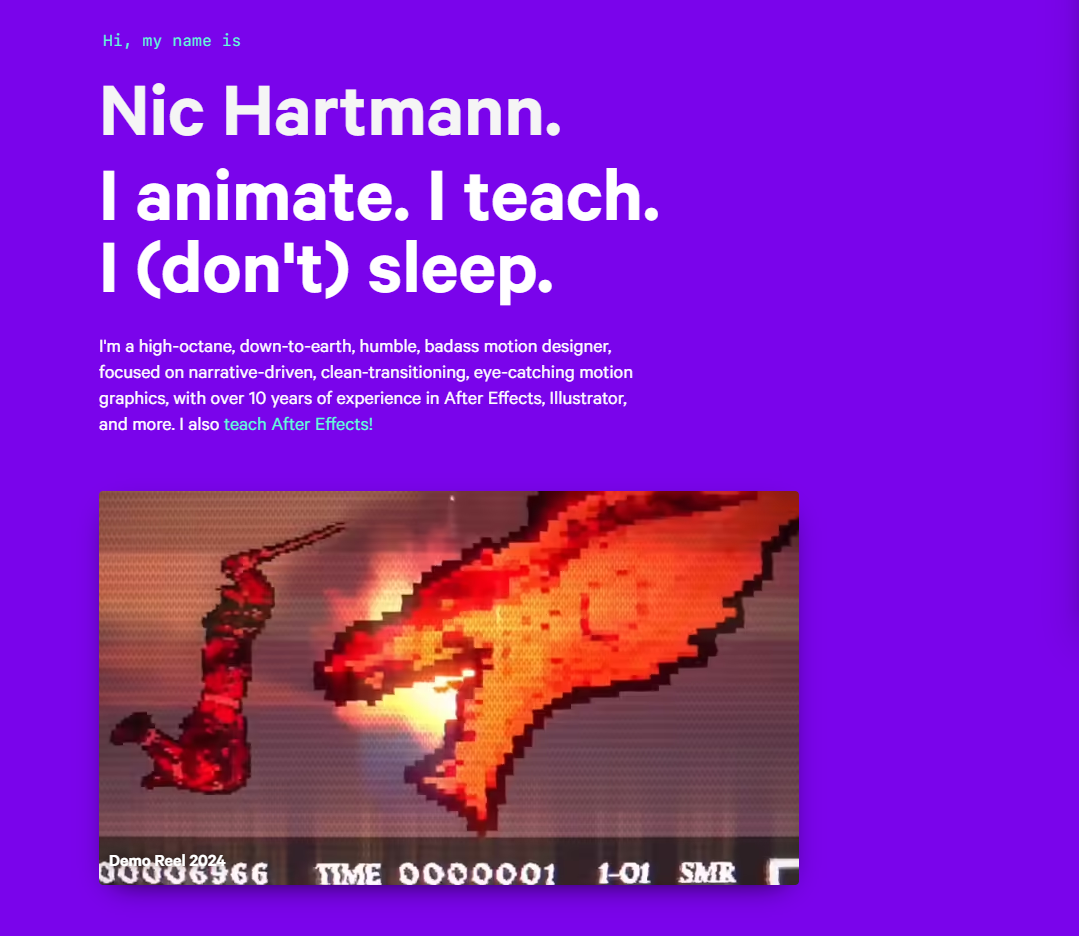 Hi, my name is
Nic Hartmann.
I animate. I teach.
I (don't) sleep.
I'm a high-octane, down-to-earth, humble, badass motion designer,
focused on narrative-driven, clean-transitioning, eye-catching motion
graphics, with over 10 years of experience in After Effects, Illustrator,
and more. I also teach After Effects!
Demo Reel 2024
00006966 TIME 0000001 1-01 SMR